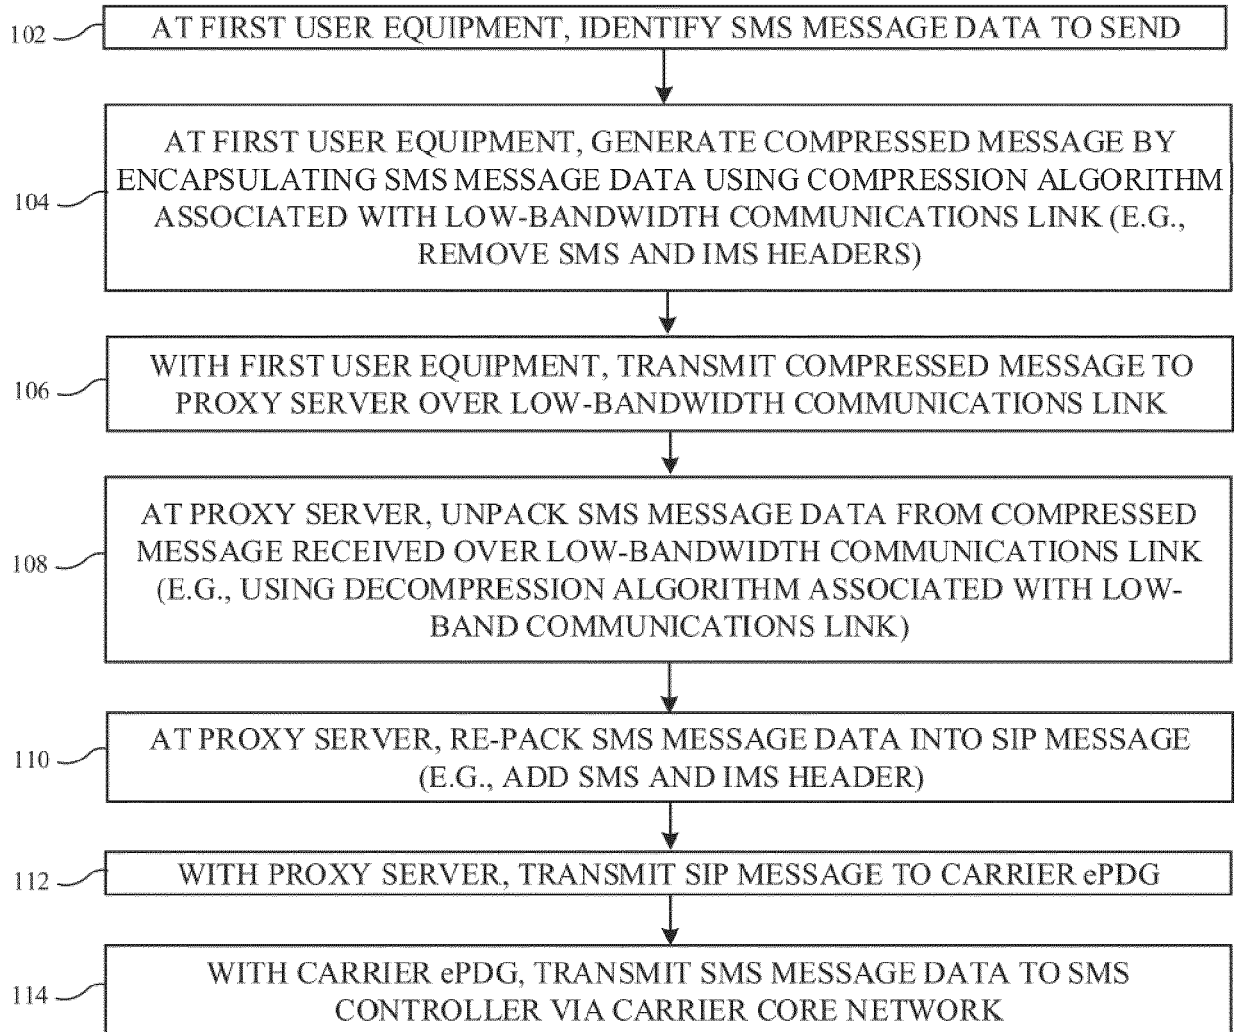 102
AT FIRST USER EQUIPMENT, IDENTIFY SMS MESSAGE DATA TO SEND
AT FIRST USER EQUIPMENT, GENERATE COMPRESSED MESSAGE BY
ENCAPSULATING SMS MESSAGE DATA USING COMPRESSION ALGORITHM
104
ASSOCIATED WITH LOW-BANDWIDTH COMMUNICATIONS LINK (E.G.,
REMOVE SMS AND IMS HEADERS)
WITH FIRST USER EQUIPMENT, TRANSMIT COMPRESSED MESSAGE TO
106
PROXY SERVER OVER LOW-BANDWIDTH COMMUNICATIONS LINK
AT PROXY SERVER, UNPACK SMS MESSAGE DATA FROM COMPRESSED
MESSAGE RECEIVED OVER LOW-BANDWIDTH COMMUNICATIONS LINK
108
(E.G., USING DECOMPRESSION ALGORITHM ASSOCIATED WITH LOW-
BAND COMMUNICATIONS LINK)
AT PROXY SERVER, RE-PACK SMS MESSAGE DATA INTO SIP MESSAGE
110
(E.G., ADD SMS AND IMS HEADER)
112
WITH PROXY SERVER, TRANSMIT SIP MESSAGE TO CARRIER ePDG
WITH CARRIER ePDG, TRANSMIT SMS MESSAGE DATA TO SMS
114
CONTROLLER VIA CARRIER CORE NETWORK